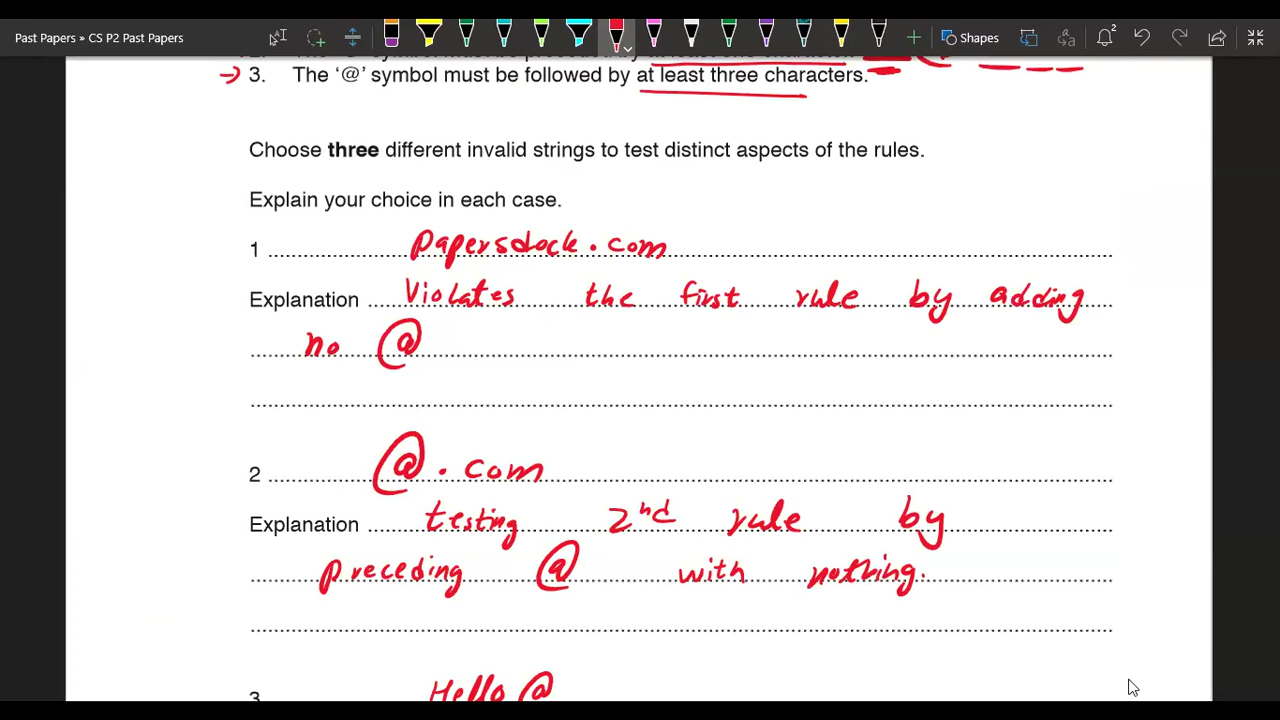 Past Papers » CS P2 Past Papers
Shapes
2
3. The ‘@’ symbol must be followed by at least three characters.
Choose three different invalid strings to test distinct aspects of the rules.
Explain your choice in each case.
1 papersdock.com
Explanation Violates the first rule by adding
no @
2 @.com
Explanation testing 2nd rule by
preceding @ with nothing.
3 Hello @